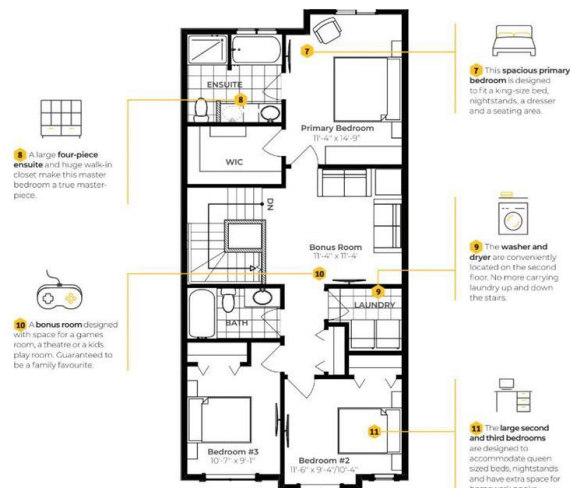 7
ENSUITE
8
Primary Bedroom
11'-4" x 14'-9"
WIC
DN
Bonus Room
11'-4" x 11'-4
10
9
LAUNDRY
BATH
11
Bedroom #3
10'-7" x 9'-1"
Bedroom #2
11'-6" x 9'-4"/10'-4"
8 A large four-piece
ensuite and huge walk-in
closet make this master
bedroom a true master-
piece.
10 A bonus room designed
with space for a games
room, a theatre or a kids
play room. Guaranteed to
be a family favourite.
7 This spacious primary
bedroom is designed
to fit a king-size bed,
nightstands, a dresser
and a seating area.
9 The washer and
dryer are conveniently
located on the second
floor. No more carrying
laundry up and down
the stairs.
11 The large second
and third bedrooms
are designed to
accommodate queen
sized beds, nightstands
and have extra space for